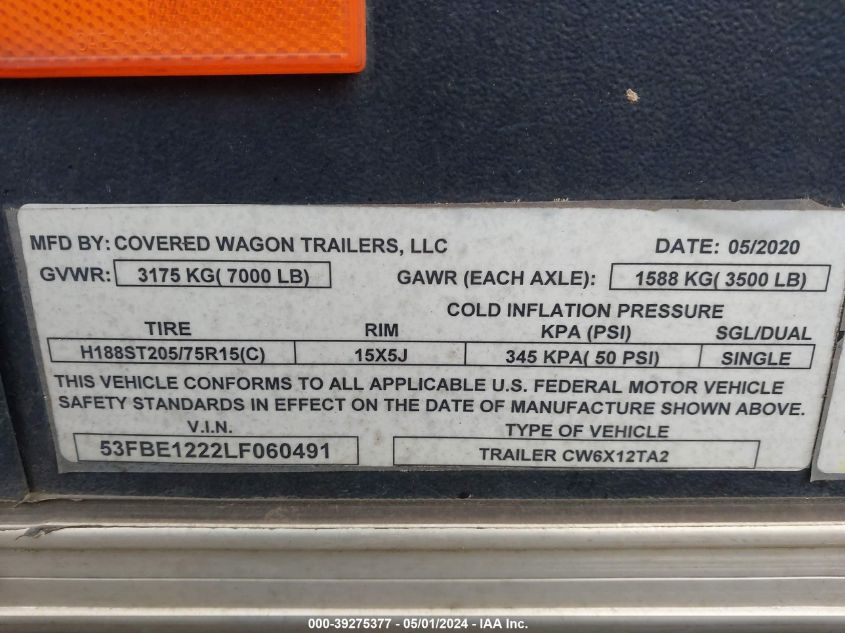 MFD BY: COVERED WAGON TRAILERS, LLC DATE: 05/2020
GVWR: 3175 KG( 7000 LB) GAWR (EACH AXLE): 1588 KG( 3500 LB)
COLD INFLATION PRESSURE
TIRE RIM KPA (PSI) SGL/DUAL
H188ST205/75R15(C) 15X5J 345 KPA( 50 PSI) SINGLE
THIS VEHICLE CONFORMS TO ALL APPLICABLE U.S. FEDERAL MOTOR VEHICLE
SAFETY STANDARDS IN EFFECT ON THE DATE OF MANUFACTURE SHOWN ABOVE.
V.I.N. TYPE OF VEHICLE
53FBE1222LF060491 TRAILER CW6X12TA2
000-39275377 - 05/01/2024 - IAA, Inc.